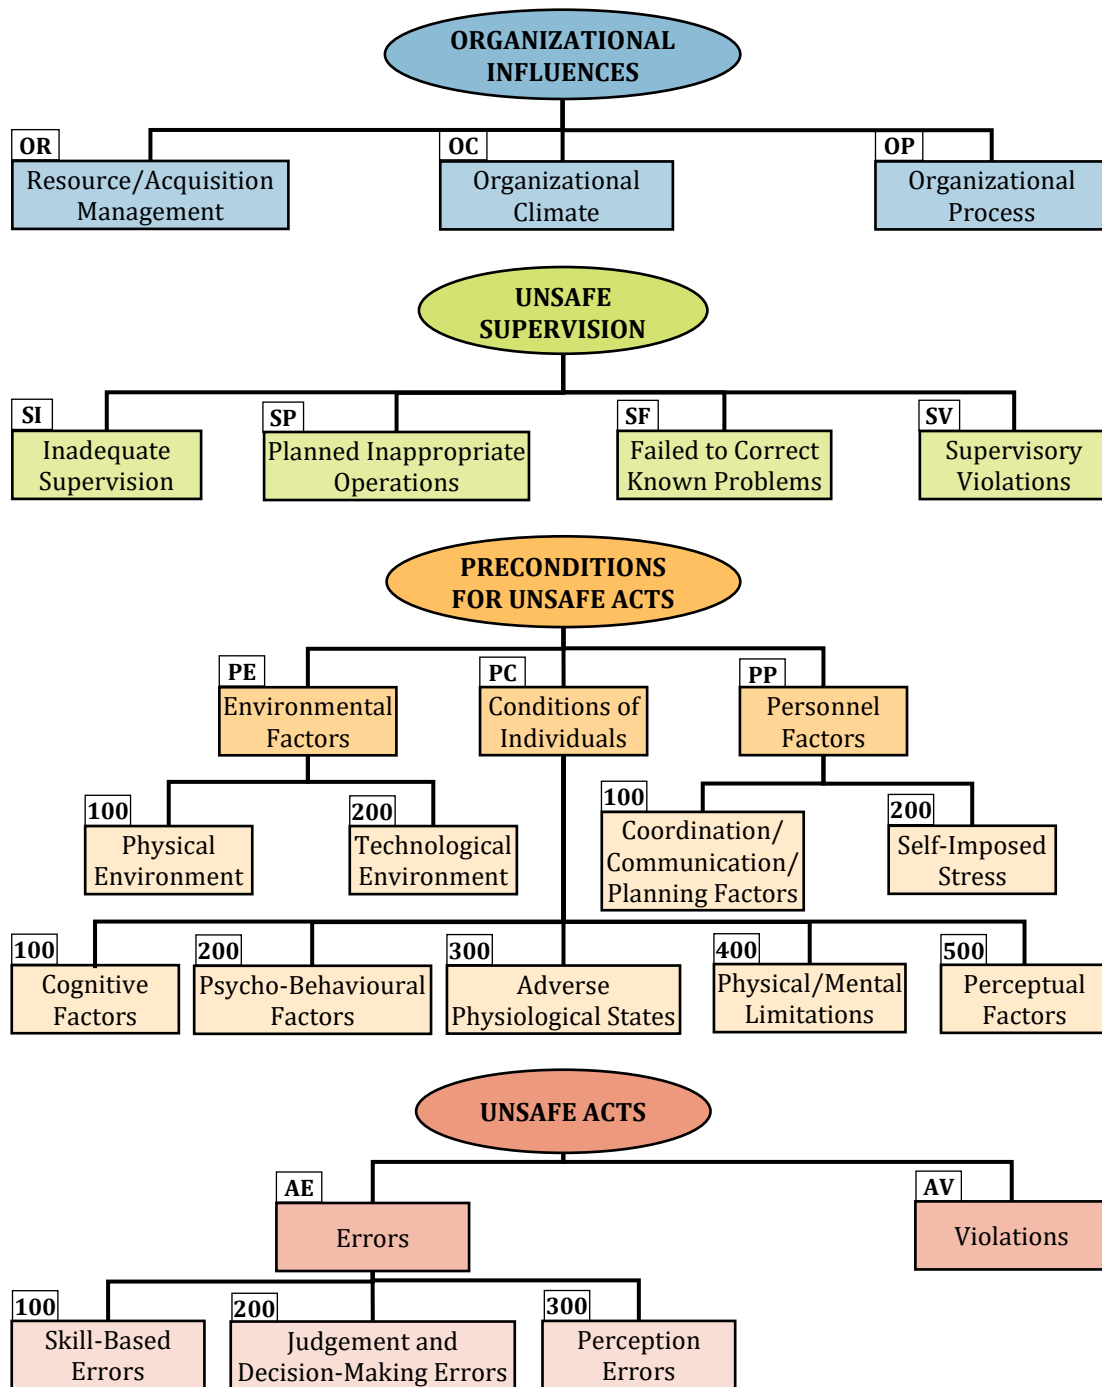 ORGANIZATIONAL
INFLUENCES
OR
Resource/Acquisition
Management
OC
Organizational
Climate
OP
Organizational
Process
UNSAFE
SUPERVISION
SI
Inadequate
Supervision
SP
Planned Inappropriate
Operations
SF
Failed to Correct
Known Problems
SV
Supervisory
Violations
PRECONDITIONS
FOR UNSAFE ACTS
PE
Environmental
Factors
PC
Conditions of
Individuals
PP
Personnel
Factors
100
Physical
Environment
200
Technological
Environment
100
Coordination/
Communication/
Planning Factors
200
Self-Imposed
Stress
100
Cognitive
Factors
200
Psycho-Behavioural
Factors
300
Adverse
Physiological States
400
Physical/Mental
Limitations
500
Perceptual
Factors
UNSAFE ACTS
AE
Errors
AV
Violations
100
Skill-Based
Errors
200
Judgement and
Decision-Making Errors
300
Perception
Errors